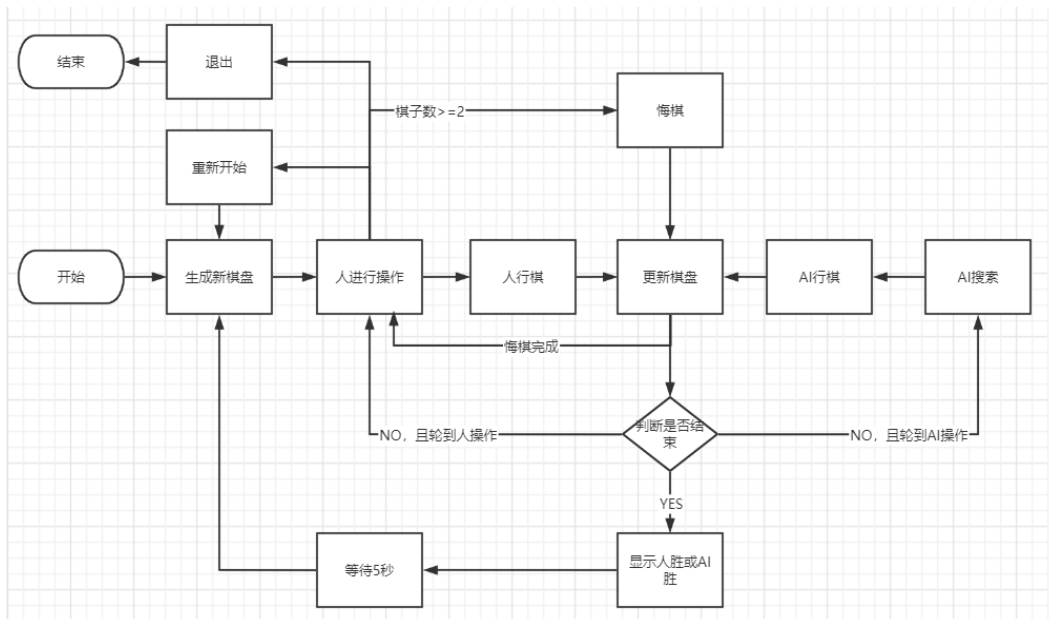 结束
退出
棋子数>=2
悔棋
重新开始
开始
生成新棋盘
人进行操作
人行棋
更新棋盘
AI行棋
AI搜索
悔棋完成
NO，且轮到人操作
判断是否结
束
NO，且轮到AI操作
YES
等待5秒
显示人胜或AI
胜